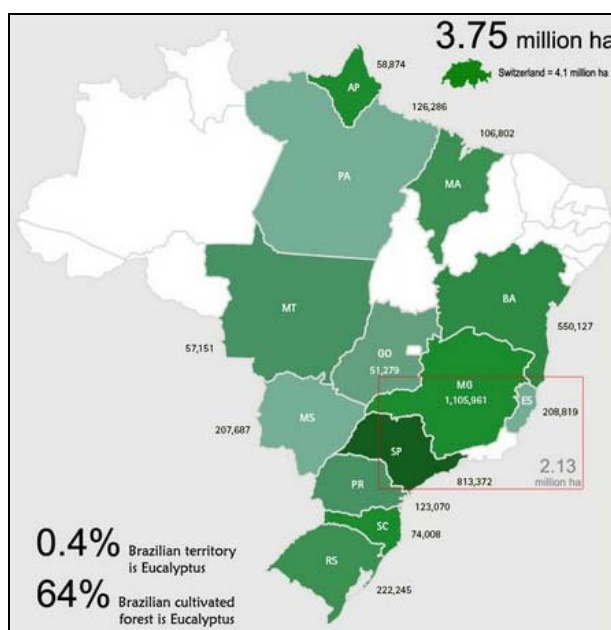 3.75 million ha
Switzerland = 4.1 million ha
58,874
AP
126,286
106,802
PA
MA
BA
MT
550,127
GO
51,279
57,151
MG
1,105,961
ES
208,819
MS
207,687
SP
2.13
million ha
813,372
PR
123,070
SC
74,008
RS
222,245
0.4% Brazilian territory
is Eucalyptus
64% Brazilian cultivated
forest is Eucalyptus